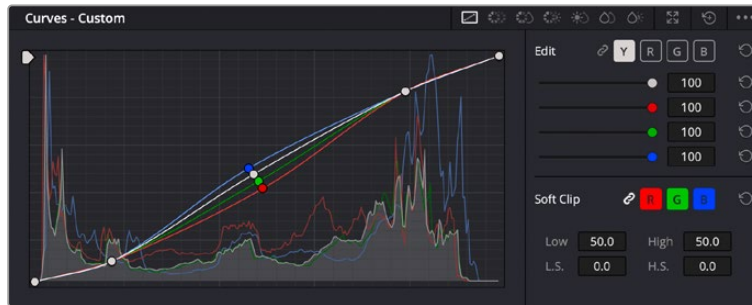 Curves - Custom
Edit Y R G B
100
100
100
100
Soft Clip R G B
Low 50.0 High 50.0
L.S. 0.0 H.S. 0.0